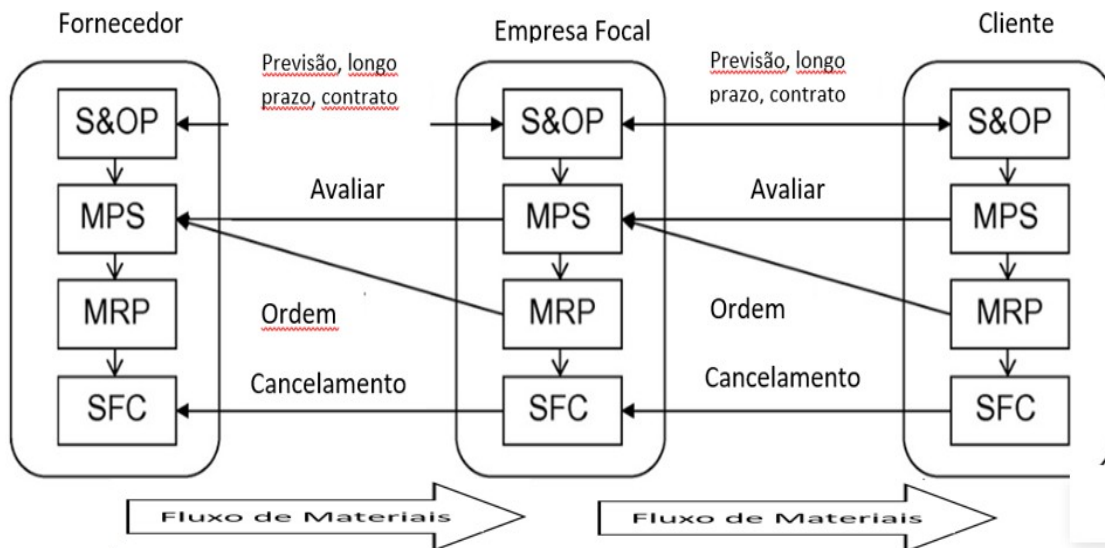 Fornecedor
Empresa Focal
Cliente
Previsão, longo
prazo, contrato
Previsão, longo
prazo, contrato
S&OP
S&OP
S&OP
Avaliar
Avaliar
MPS
MPS
MPS
Ordem
Ordem
MRP
MRP
MRP
Cancelamento
Cancelamento
SFC
SFC
SFC
Fluxo de Materiais
Fluxo de Materiais